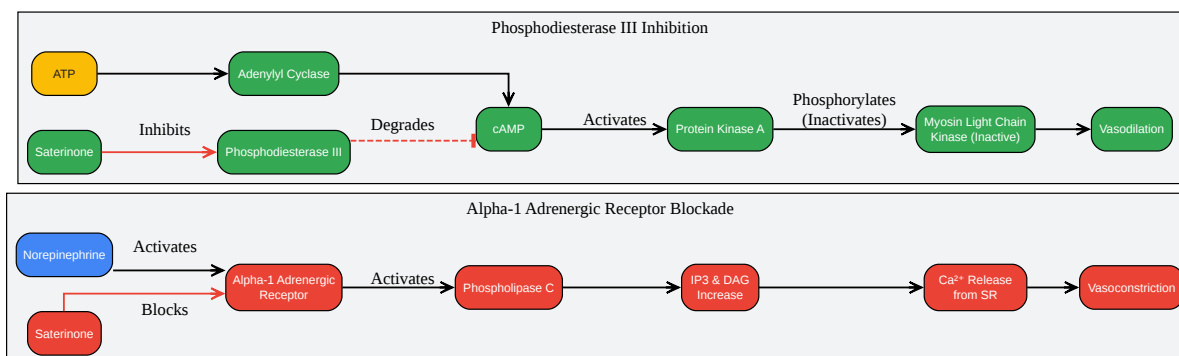 Phosphodiesterase III Inhibition
ATP
Adenylyl Cyclase
Saterinone
Inhibits
Phosphodiesterase III
Degrades
cAMP
Activates
Protein Kinase A
Phosphorylates
(Inactivates)
Myosin Light Chain
Kinase (Inactive)
Vasodilation
Alpha-1 Adrenergic Receptor Blockade
Norepinephrine
Activates
Saterinone
Blocks
Alpha-1 Adrenergic
Receptor
Activates
Phospholipase C
IP3 & DAG
Increase
Ca²⁺ Release
from SR
Vasoconstriction